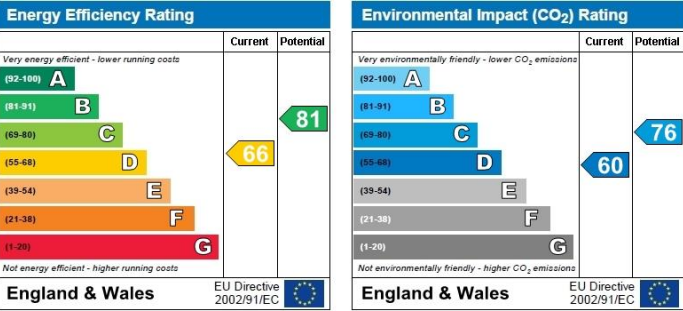 Energy Efficiency Rating
Current Potential
Very energy efficient - lower running costs
(92-100) A
(81-91) B
81
(69-80) C
(55-68) D
66
(39-54) E
(21-38) F
(1-20) G
Not energy efficient - higher running costs
England & Wales
EU Directive
2002/91/EC
Environmental Impact (CO2) Rating
Current Potential
Very environmentally friendly - lower CO2 emissions
(92-100) A
(81-91) B
(69-80) C
76
(55-68) D
60
(39-54) E
(21-38) F
(1-20) G
Not environmentally friendly - higher CO2 emissions
England & Wales
EU Directive
2002/91/EC